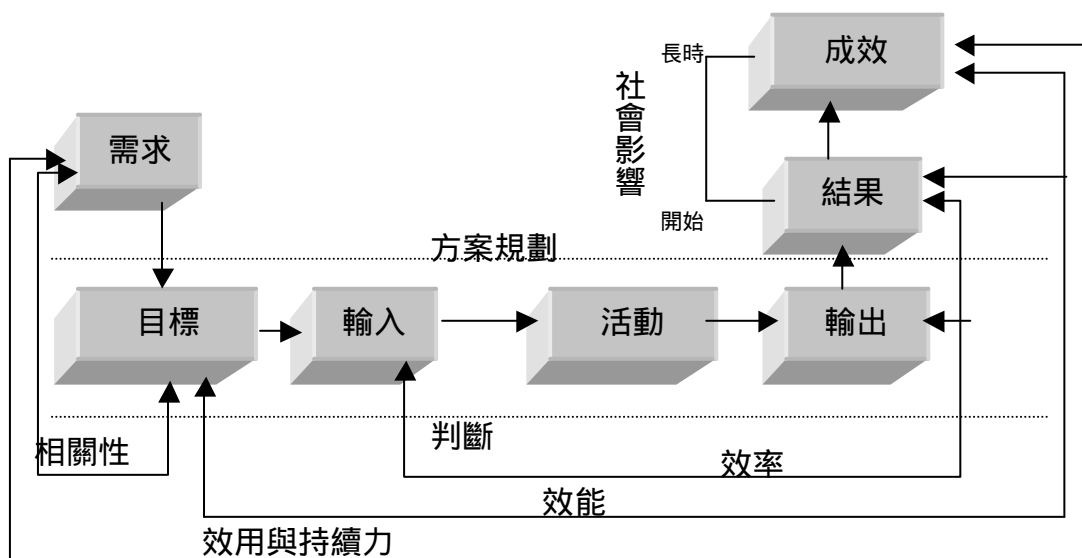 成效
長時
社會影響
需求
結果
開始
方案規劃
目標
輸入
活動
輸出
相關性
判斷
效率
效能
效用與持續力